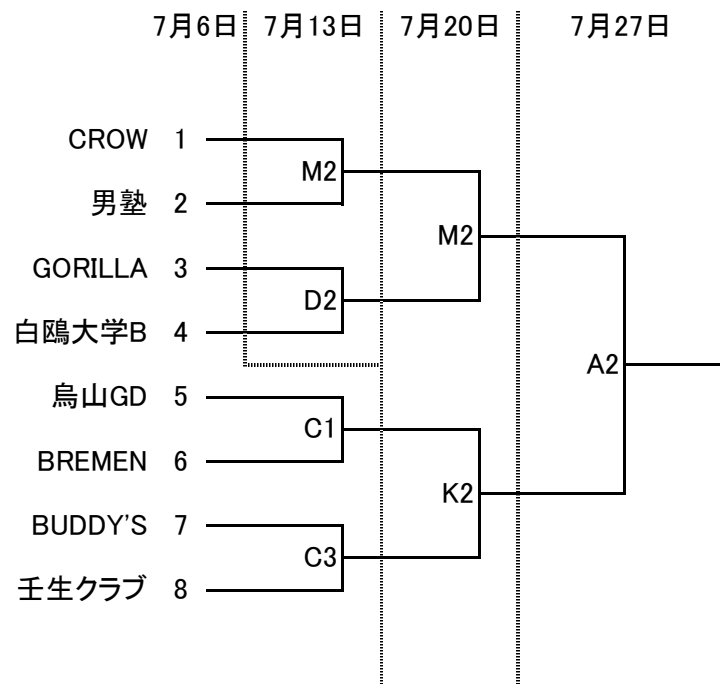 7月6日 7月13日 7月20日 7月27日
CROW 1
M2
男塾 2
M2
GORILLA 3
D2
白鴎大学B 4
A2
烏山GD 5
C1
BREMEN 6
K2
BUDDY'S 7
C3
壬生クラブ 8